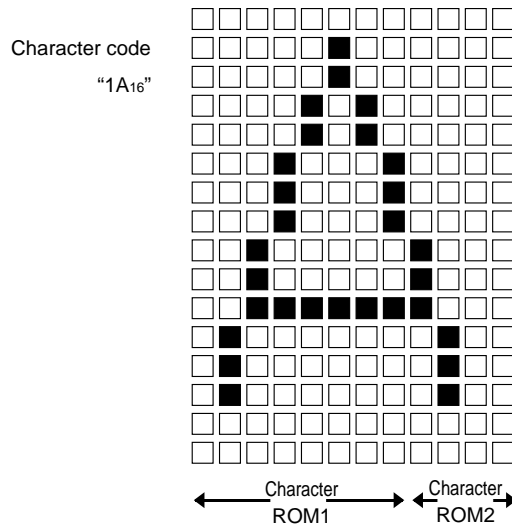 Character code
“1A16”
Character
ROM1
Character
ROM2